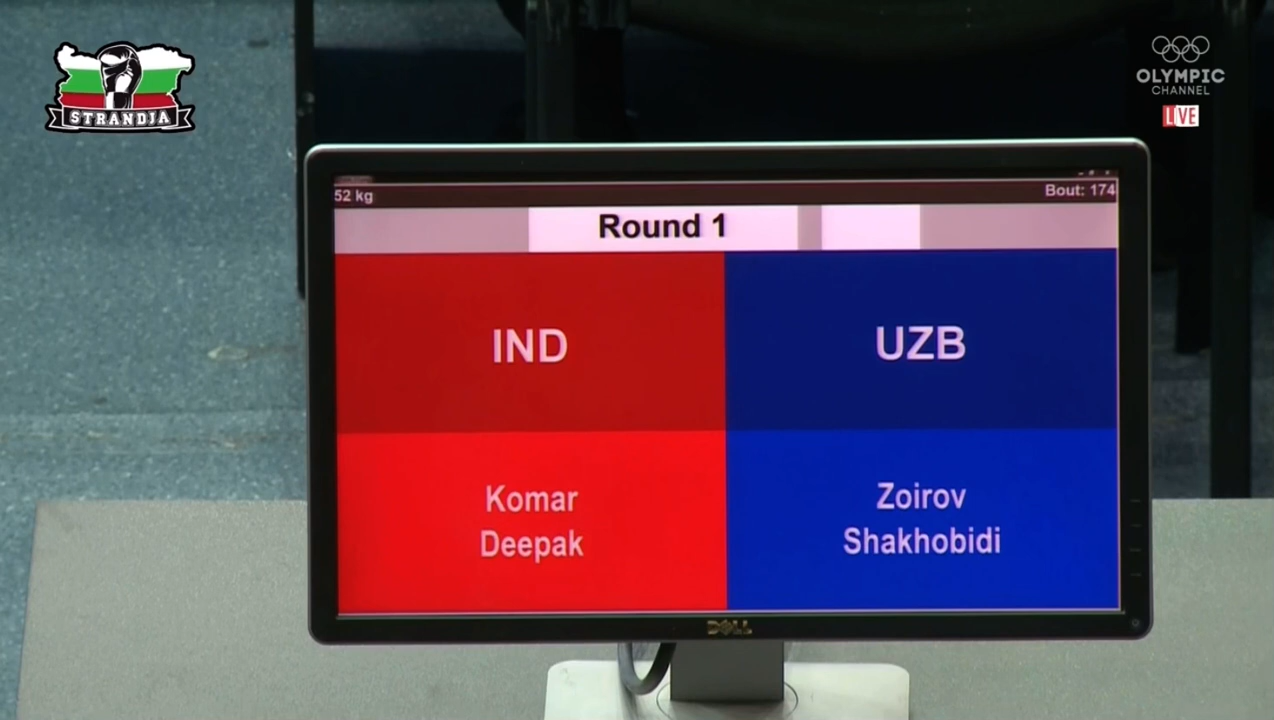 STRANDJA
OLYMPIC
CHANNEL
LIVE
52 kg
Bout: 174
Round 1
IND
UZB
Komar
Deepak
Zoirov
Shakhobidi
DELL